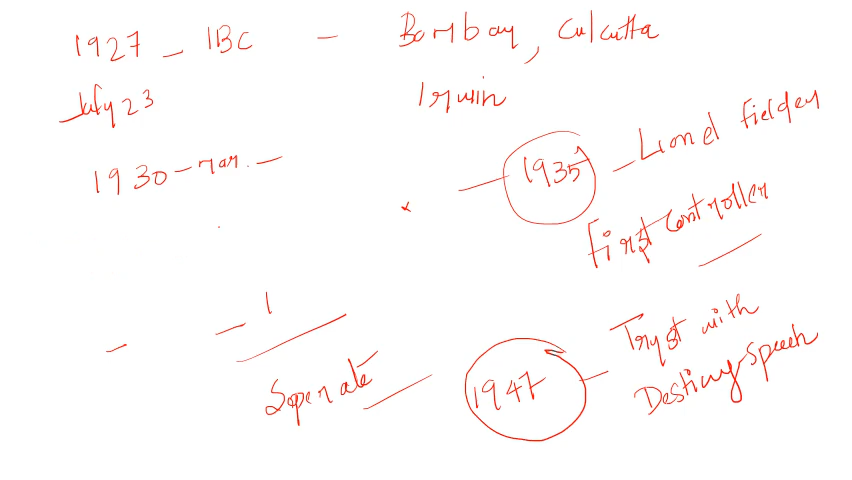 1927 - IBC - Bombay, Culcutta
July 23
Irwin
1930 - mar. -
1935 - Lionel Fielden
First Controller
- - 1
Seperate
1947 - Tryst with
Destiny Speech